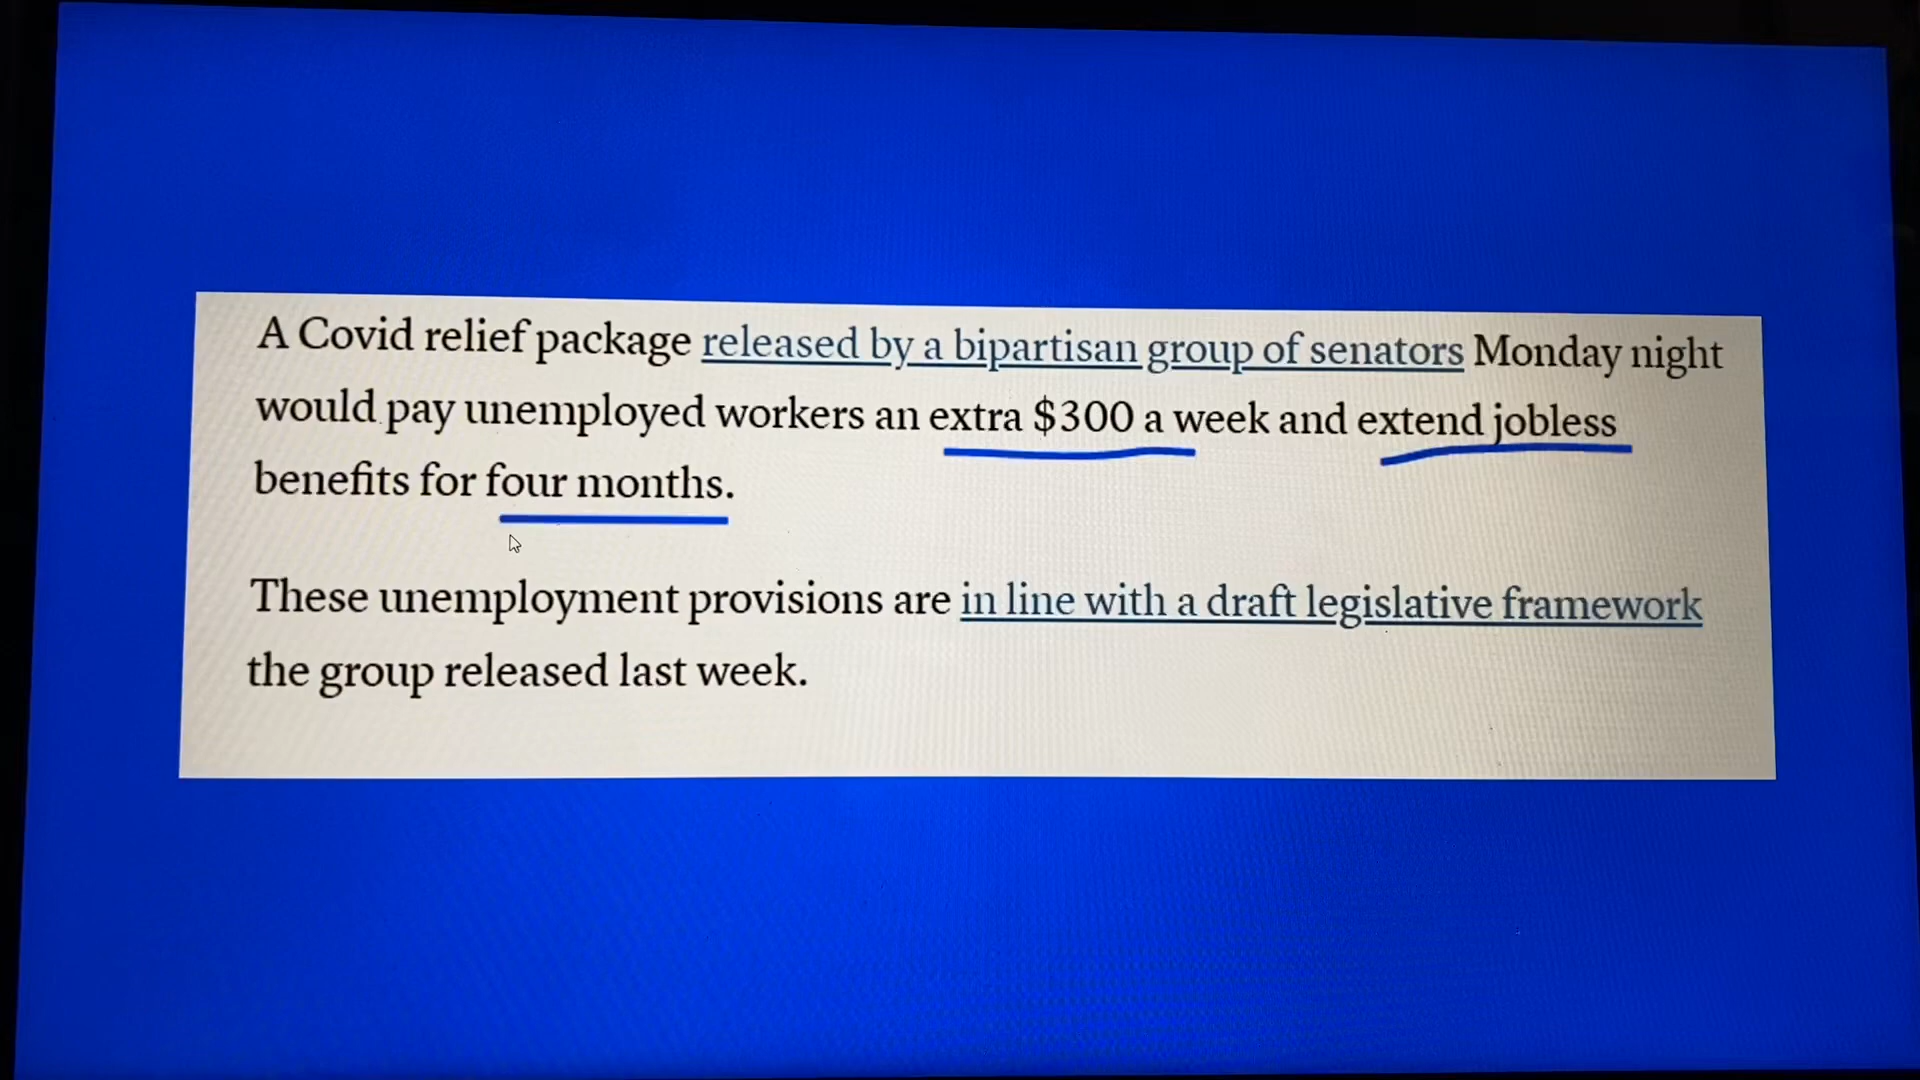 A Covid relief package released by a bipartisan group of senators Monday night
would pay unemployed workers an extra $300 a week and extend jobless
benefits for four months.
These unemployment provisions are in line with a draft legislative framework
the group released last week.